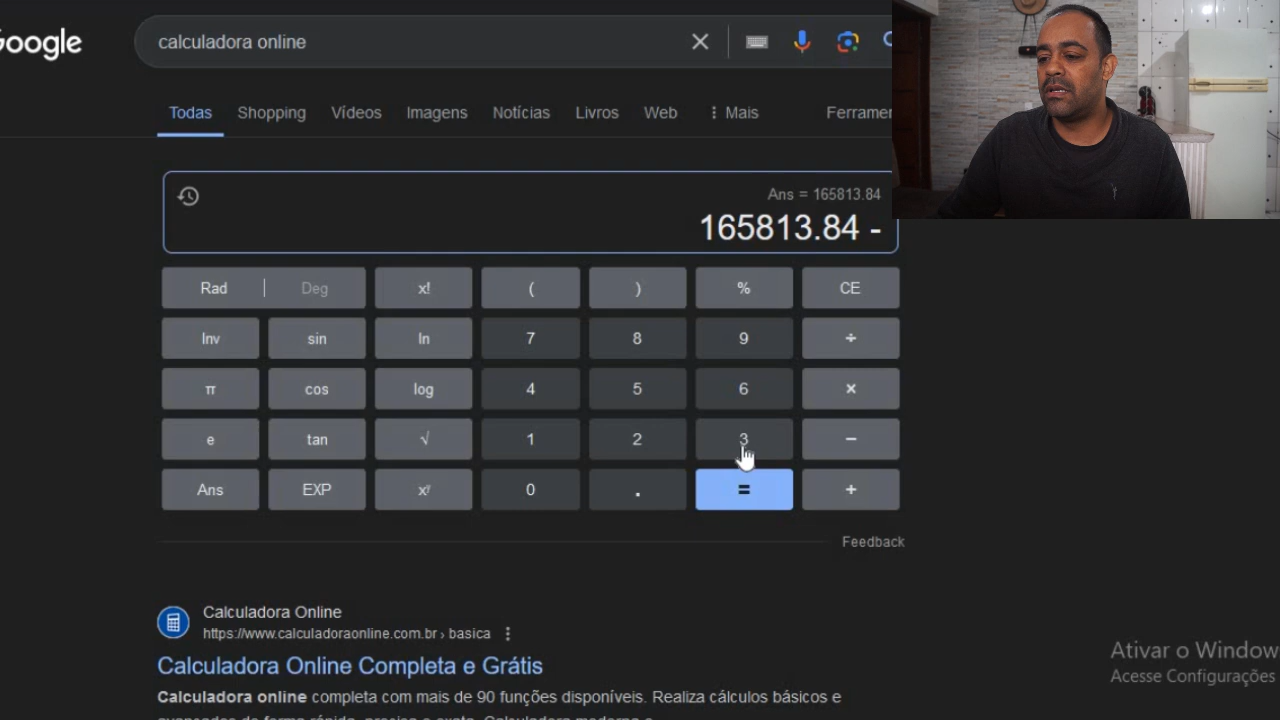 Google
calculadora online
Todas Shopping Vídeos Imagens Notícias Livros Web Mais Ferramen
Ans = 165813.84
165813.84 -
Rad Deg x! ( ) % CE
Inv sin ln 7 8 9 ÷
π cos log 4 5 6 ×
e tan √ 1 2 3 −
Ans EXP xʸ 0 . = +
Feedback
Calculadora Online
https://www.calculadoraonline.com.br › basica
Calculadora Online Completa e Grátis
Calculadora online completa com mais de 90 funções disponíveis. Realiza cálculos básicos e
Ativar o Window
Acesse Configurações